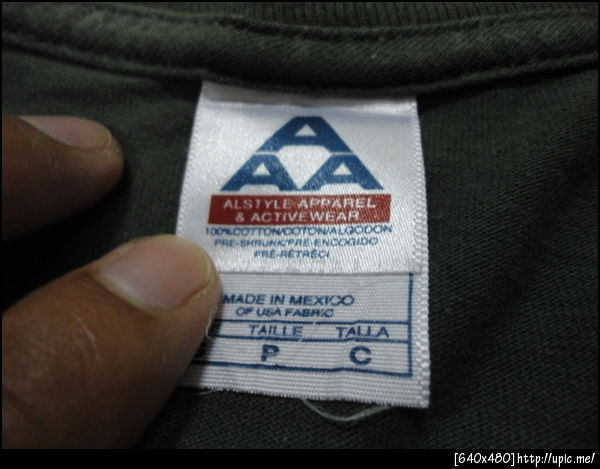 A
AA
ALSTYLE APPAREL
& ACTIVEWEAR
100%COTTON/COTON/ALGODON
PRE-SHRUNK/PRE-ENCOGIDO
PRÉ-RÉTRÉCI
MADE IN MEXICO
OF USA FABRIC
TAILLE TALLA
P C
[640x480]http://upic.me/